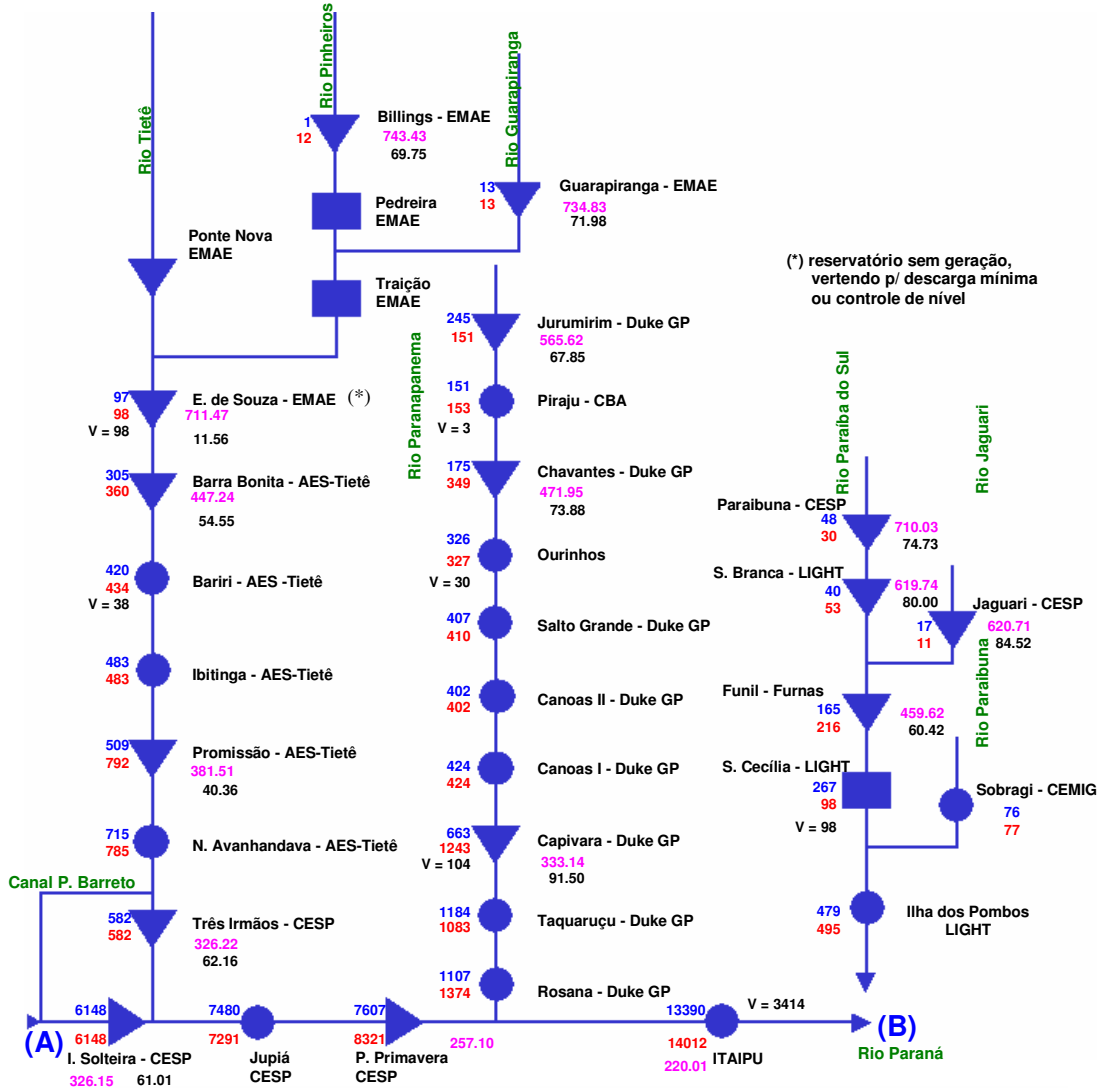 Rio Tietê
Rio Pinheiros
Rio Guarapiranga
1
12
Billings - EMAE
743.43
69.75
13
13
Guarapiranga - EMAE
734.83
71.98
Pedreira
EMAE
Ponte Nova
EMAE
Traição
EMAE
(*) reservatório sem geração,
vertendo p/ descarga mínima
ou controle de nível
97
98
V = 98
E. de Souza - EMAE (*)
711.47
11.56
305
360
Barra Bonita - AES-Tietê
447.24
54.55
420
434
V = 38
Bariri - AES -Tietê
483
483
Ibitinga - AES-Tietê
509
792
Promissão - AES-Tietê
381.51
40.36
715
785
N. Avanhandava - AES-Tietê
Canal P. Barreto
582
582
Três Irmãos - CESP
326.22
62.16
Rio Paranapanema
245
151
Jurumirim - Duke GP
565.62
67.85
151
153
V = 3
Piraju - CBA
175
349
Chavantes - Duke GP
471.95
73.88
326
327
V = 30
Ourinhos
407
410
Salto Grande - Duke GP
402
402
Canoas II - Duke GP
424
424
Canoas I - Duke GP
663
1243
V = 104
Capivara - Duke GP
333.14
91.50
1184
1083
Taquaruçu - Duke GP
1107
1374
Rosana - Duke GP
Rio Paraíba do Sul
Rio Jaguari
Paraibuna - CESP
48
30
710.03
74.73
S. Branca - LIGHT
40
53
619.74
80.00
Jaguari - CESP
17
11
620.71
84.52
Rio Paraibuna
Funil - Furnas
165
216
459.62
60.42
S. Cecília - LIGHT
267
98
V = 98
Sobragi - CEMIG
76
77
479
495
Ilha dos Pombos
LIGHT
(A)
6148
6148
I. Solteira - CESP
326.15
61.01
7480
7291
Jupiá
CESP
7607
8321
P. Primavera
CESP
257.10
13390
14012
V = 3414
ITAIPU
220.01
(B)
Rio Paraná